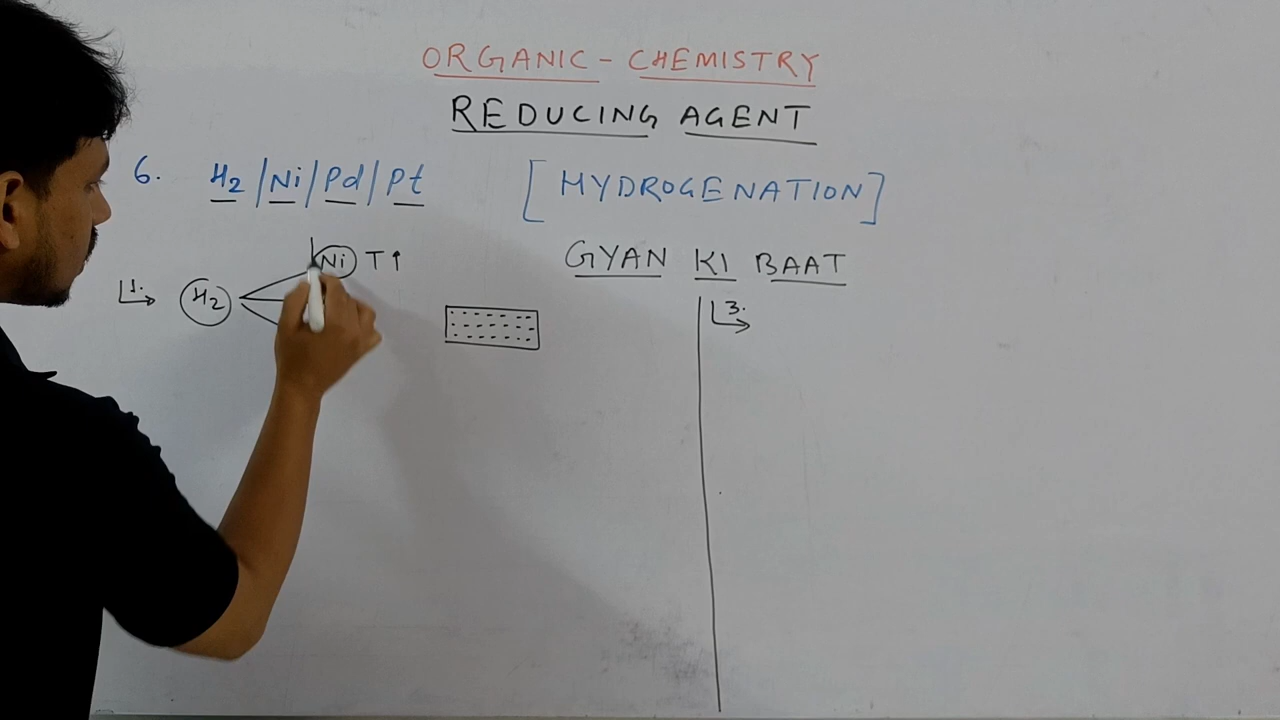 ORGANIC - CHEMISTRY
REDUCING AGENT
6. H2/Ni/Pd/Pt [HYDROGENATION]
GYAN KI BAAT
1. H2 Ni T↑
3.